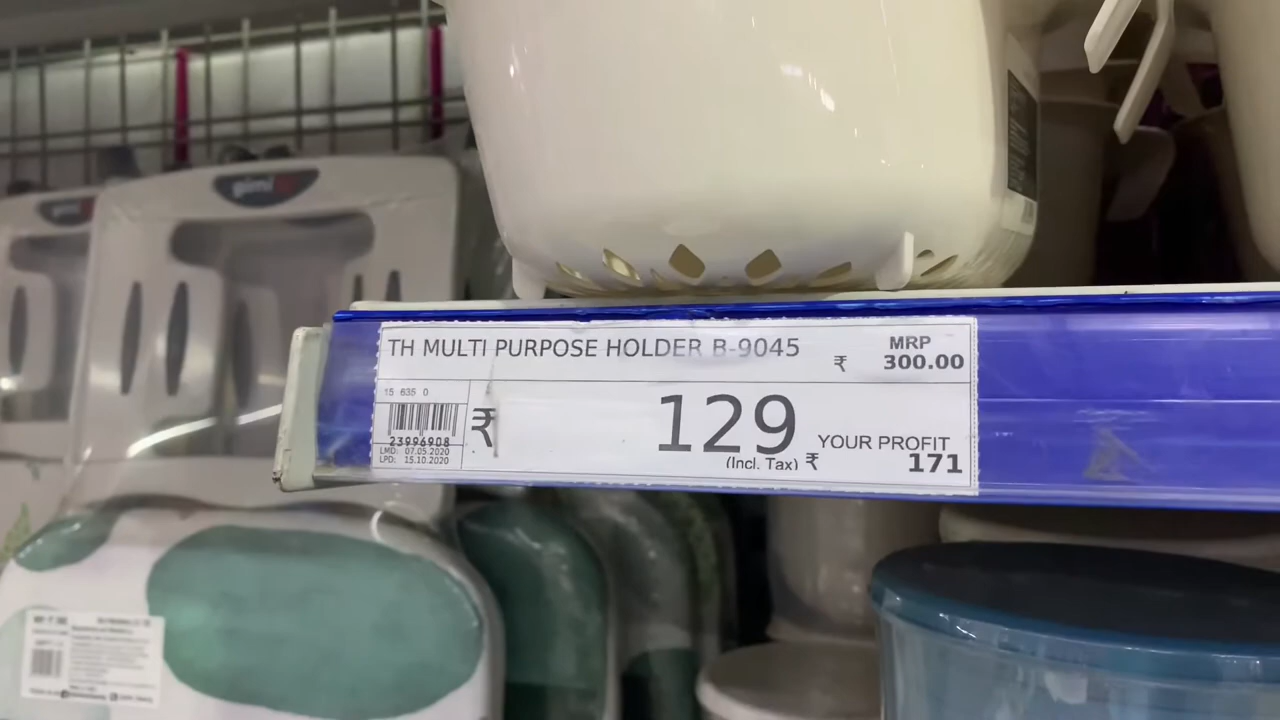 gimi
TH MULTI PURPOSE HOLDER B-9045
MRP
₹ 300.00
15 635 0
23996908
LMD: 07.05.2020
LPD: 15.10.2020
₹ 129
(Incl. Tax)
YOUR PROFIT
₹ 171